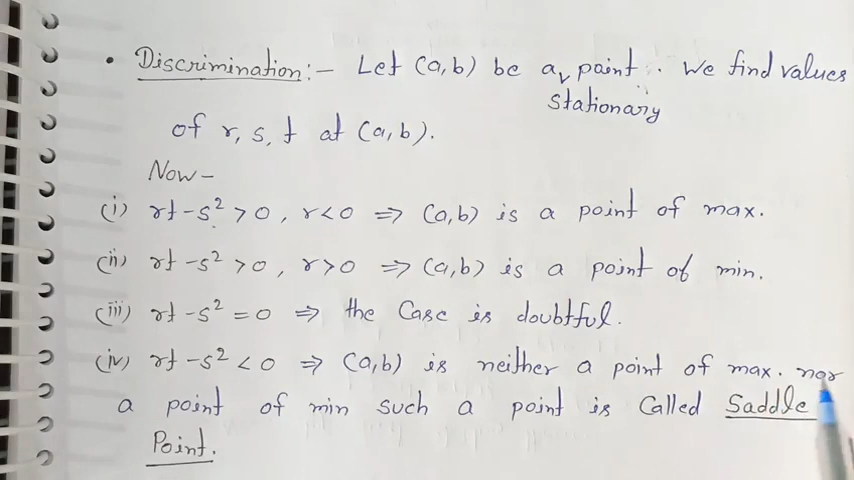 • Discrimination:- Let (a,b) be a point. We find values
stationary
of r, s, t at (a,b).
Now-
(i) rt - s² > 0, r < 0 ⇒ (a,b) is a point of max.
(ii) rt - s² > 0, r > 0 ⇒ (a,b) is a point of min.
(iii) rt - s² = 0 ⇒ the Case is doubtful.
(iv) rt - s² < 0 ⇒ (a,b) is neither a point of max. nor
a point of min such a point is Called Saddle
Point.